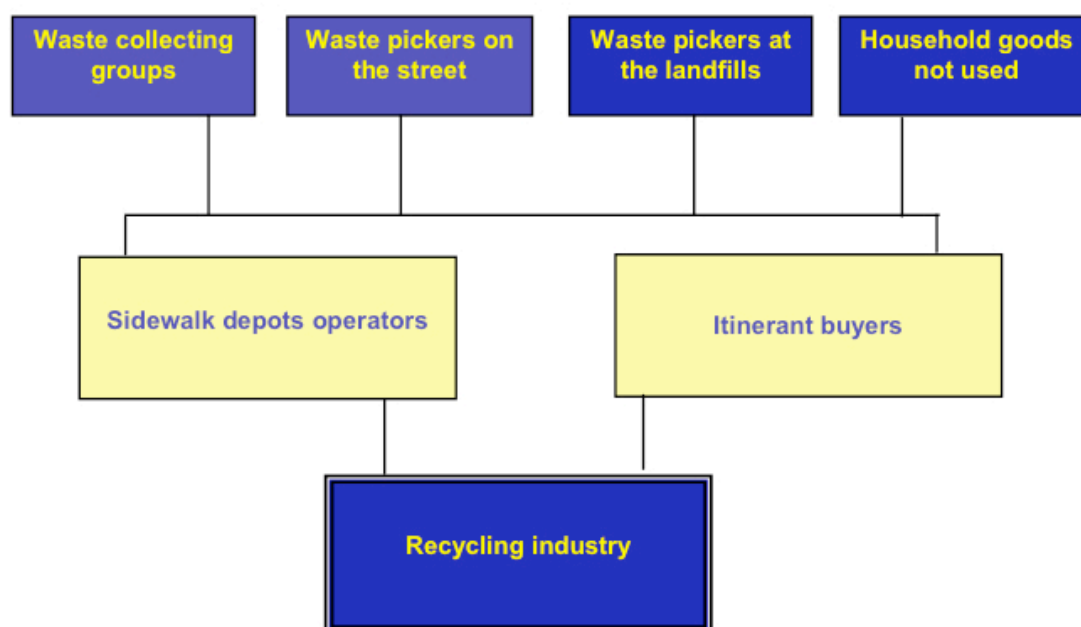 Waste collecting
groups
Waste pickers on
the street
Waste pickers at
the landfills
Household goods
not used
Sidewalk depots operators
Itinerant buyers
Recycling industry